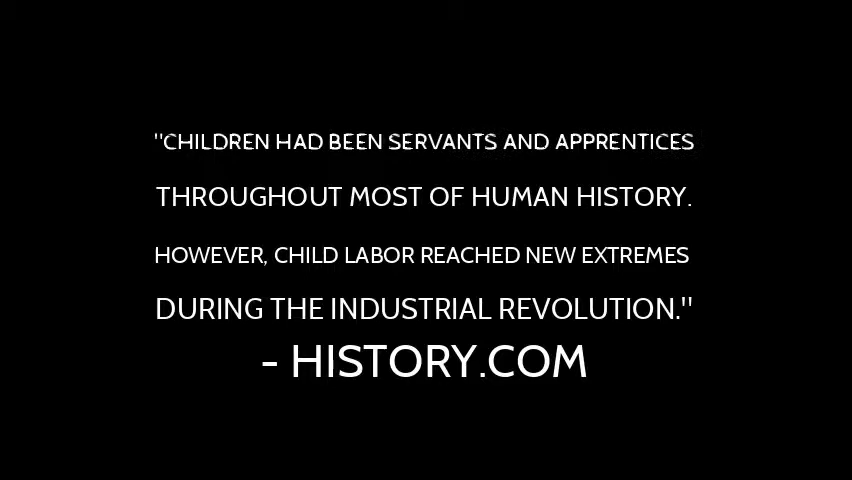 "CHILDREN HAD BEEN SERVANTS AND APPRENTICES
THROUGHOUT MOST OF HUMAN HISTORY.
HOWEVER, CHILD LABOR REACHED NEW EXTREMES
DURING THE INDUSTRIAL REVOLUTION."
- HISTORY.COM